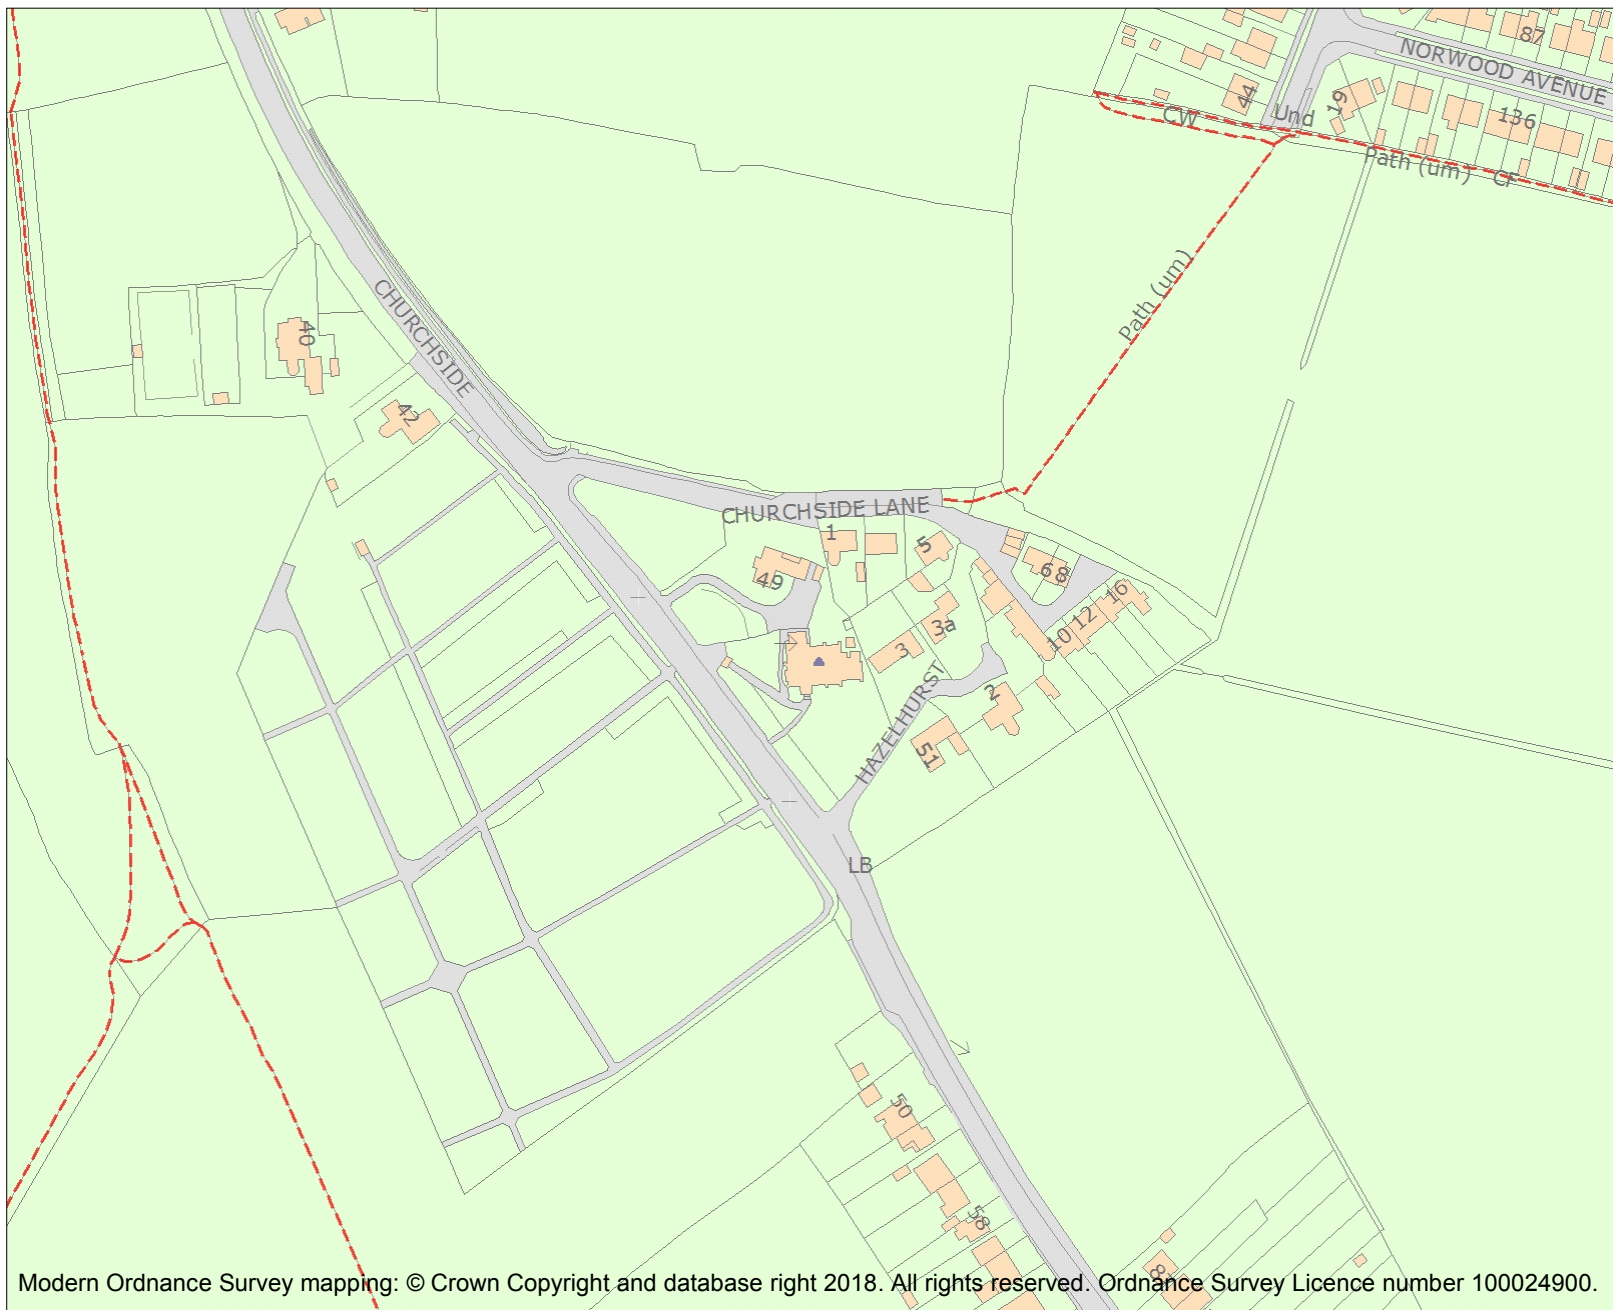 87
NORWOOD AVENUE
44
19
CW
Und
136
Path (um)
CF
Path (um)
CHURCHSIDE
40
42
CHURCHSIDE LANE
1
5
49
6 8
16
12
10
3a
3
HAZELHURST
2
51
LB
50
58
Modern Ordnance Survey mapping: © Crown Copyright and database right 2018. All rights reserved. Ordnance Survey Licence number 100024900.